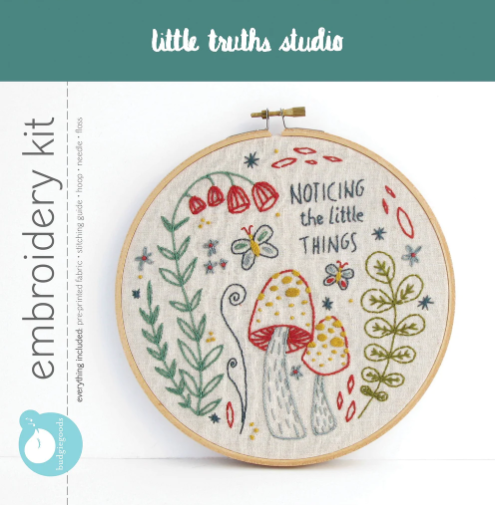 little truths studio
embroidery kit
everything included: pre-printed fabric • stitching guide • hoop • needle • floss
NOTICING
the little
THINGS
budgiegoods